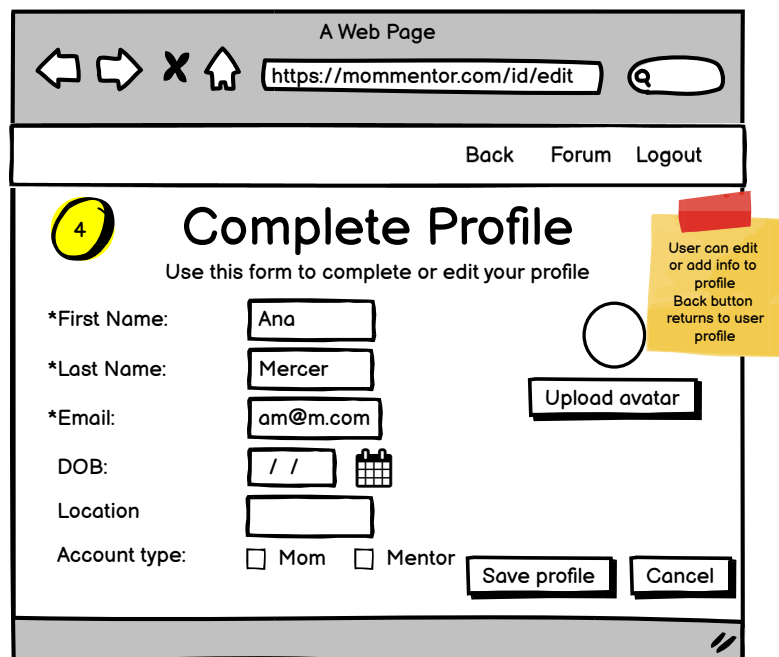 A Web Page
https://mommentor.com/id/edit
Back Forum Logout
4
Complete Profile
Use this form to complete or edit your profile
User can edit
or add info to
profile
Back button
returns to user
profile
*First Name: Ana
*Last Name: Mercer
Upload avatar
*Email: am@m.com
DOB: / /
Location
Account type: Mom Mentor
Save profile Cancel